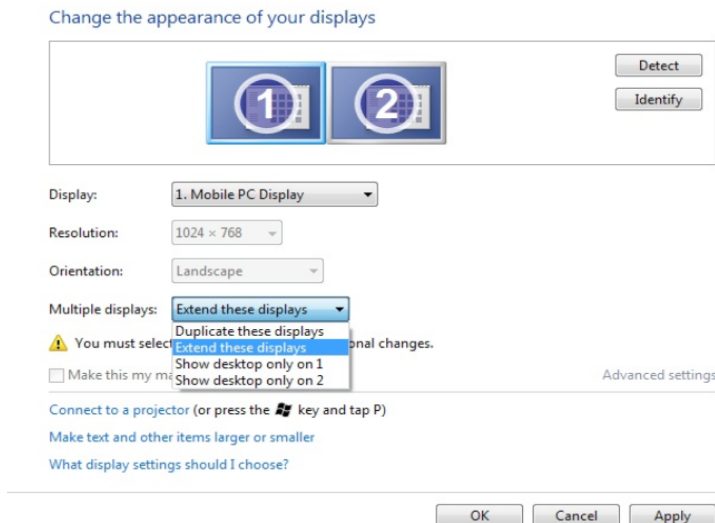 Change the appearance of your displays
1
2
Detect
Identify
Display:
1. Mobile PC Display
Resolution:
1024 × 768
Orientation:
Landscape
Multiple displays:
Extend these displays
Duplicate these displays
Extend these displays
Show desktop only on 1
Show desktop only on 2
You must select onal changes.
Make this my ma
Advanced settings
Connect to a projector (or press the key and tap P)
Make text and other items larger or smaller
What display settings should I choose?
OK
Cancel
Apply